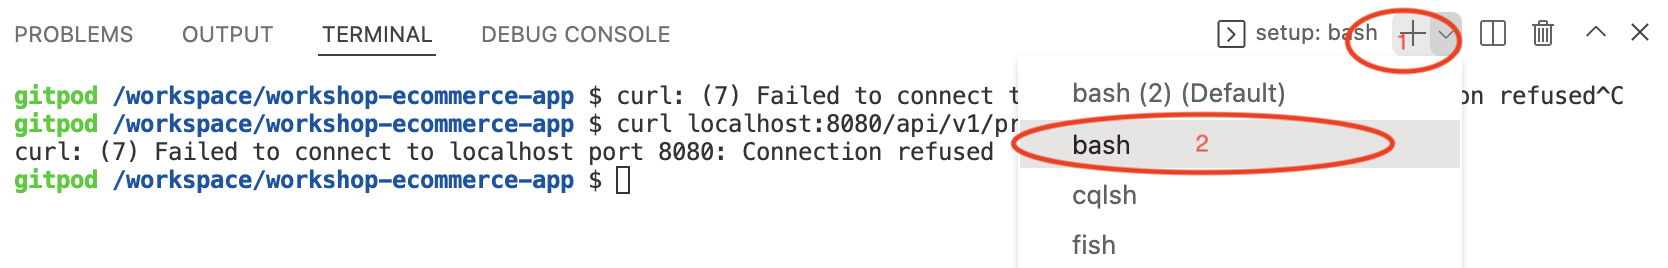 PROBLEMS OUTPUT TERMINAL DEBUG CONSOLE setup: bash 1
gitpod /workspace/workshop-ecommerce-app $ curl: (7) Failed to connect t on refused^C
gitpod /workspace/workshop-ecommerce-app $ curl localhost:8080/api/v1/pr
curl: (7) Failed to connect to localhost port 8080: Connection refused
gitpod /workspace/workshop-ecommerce-app $
bash (2) (Default)
bash 2
cqlsh
fish